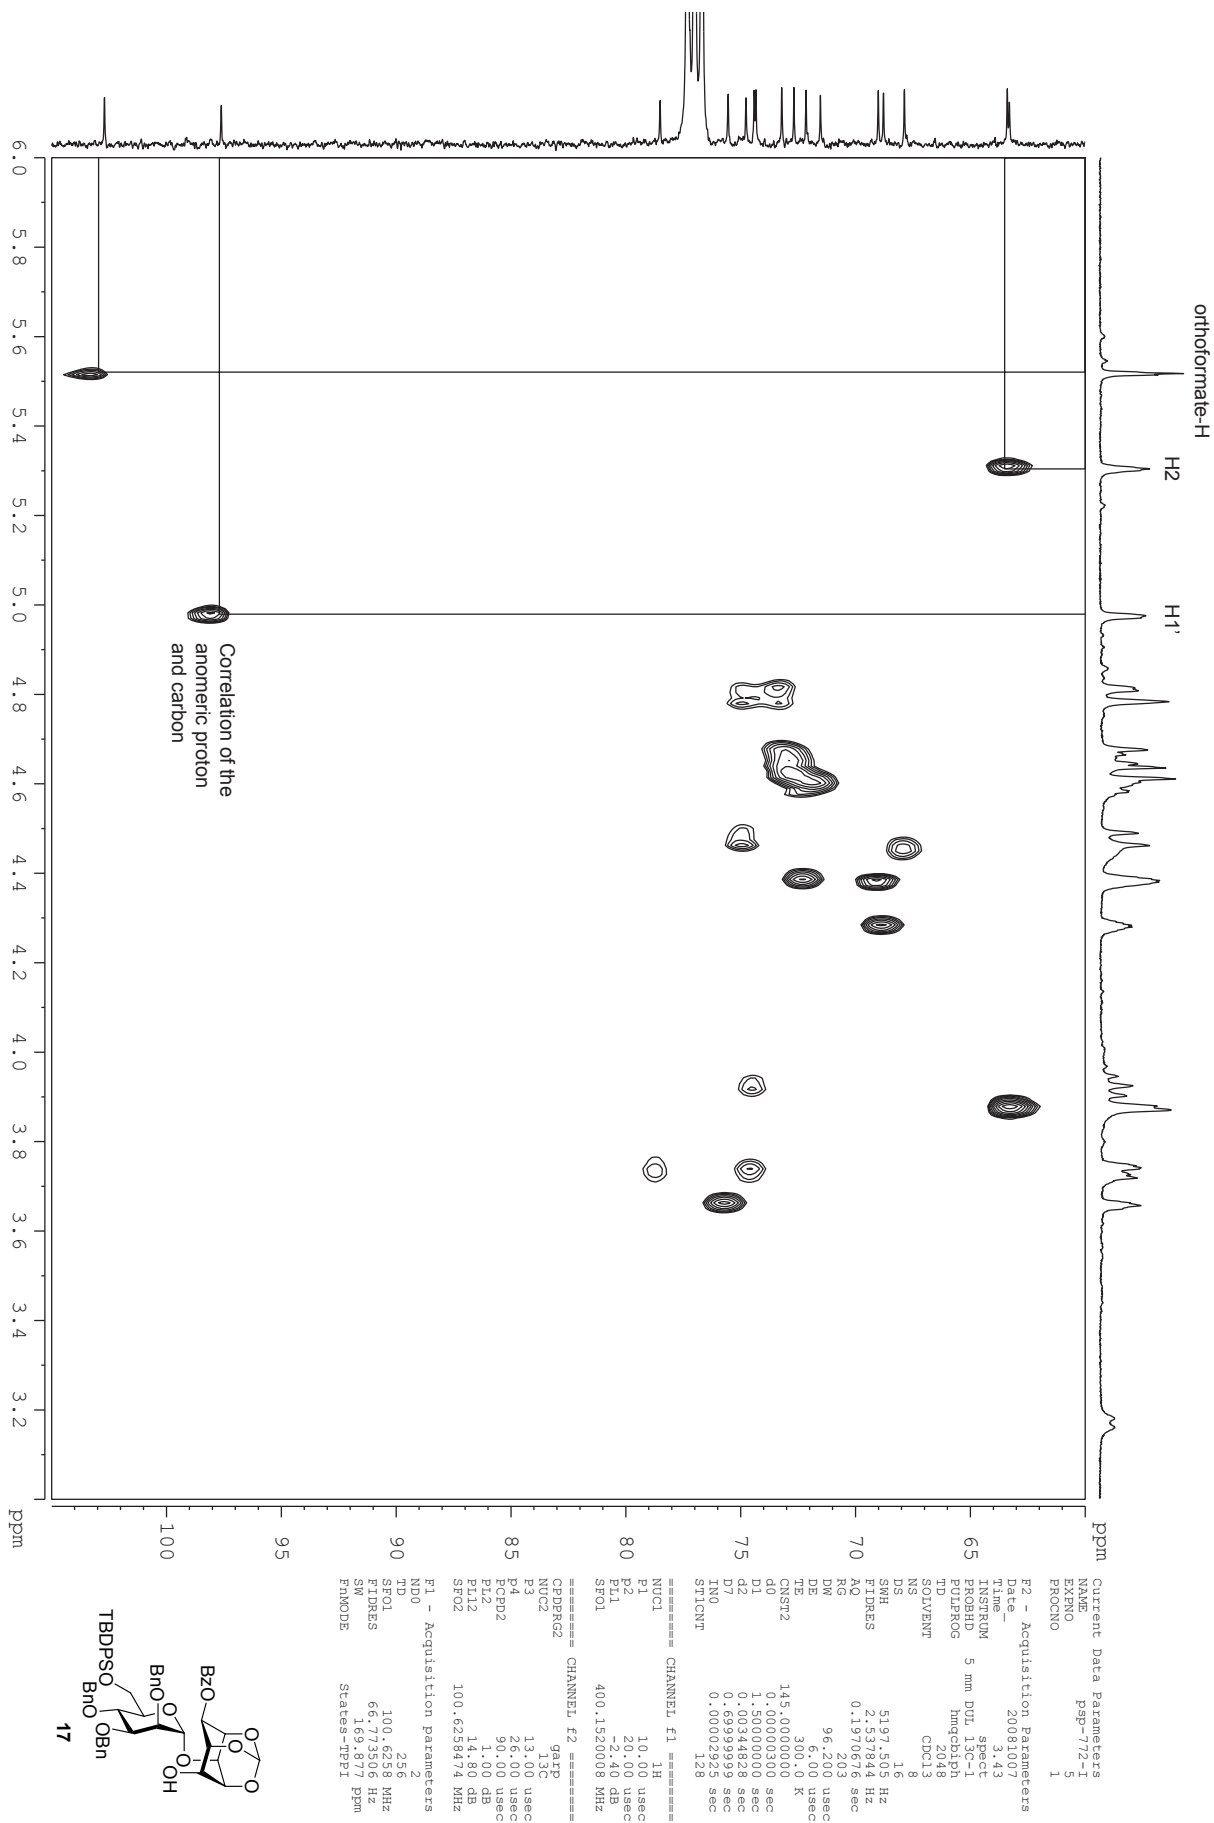 orthoformate-H
H2
H1'
Correlation of the
anomeric proton
and carbon
6.0 5.8 5.6 5.4 5.2 5.0 4.8 4.6 4.4 4.2 4.0 3.8 3.6 3.4 3.2 ppm
ppm
65
70
75
80
85
90
95
100
Current Data Parameters
NAME psp-772-I
EXPNO 5
PROCNO 1
F2 - Acquisition Parameters
Date_ 20081007
Time 3.43
INSTRUM spect
PROBHD 5 mm DUL 13C-1
PULPROG hmqcbiph
TD 2048
SOLVENT CDCl3
NS 8
DS 16
SWH 5197.505 Hz
FIDRES 2.537844 Hz
AQ 0.1970676 sec
RG 203
DW 96.200 usec
DE 6.00 usec
TE 300.0 K
CNST2 145.0000000
d0 0.00000300 sec
D1 1.50000000 sec
d2 0.00344828 sec
D7 0.69999999 sec
IN0 0.00002925 sec
ST1CNT 128
======== CHANNEL f1 ========
NUC1 1H
P1 10.00 usec
p2 20.00 usec
PL1 -2.40 dB
SFO1 400.1520008 MHz
======== CHANNEL f2 ========
CPDPRG2 garp
NUC2 13C
P3 13.00 usec
p4 26.00 usec
PCPD2 90.00 usec
PL2 1.00 dB
PL12 14.80 dB
SFO2 100.6258474 MHz
F1 - Acquisition parameters
ND0 2
TD 256
SFO1 100.6258 MHz
FIDRES 66.773506 Hz
SW 169.877 ppm
FnMODE States-TPPI
BzO
O
O
O
BnO
O
O
OH
TBDPSO
BnO
OBn
17